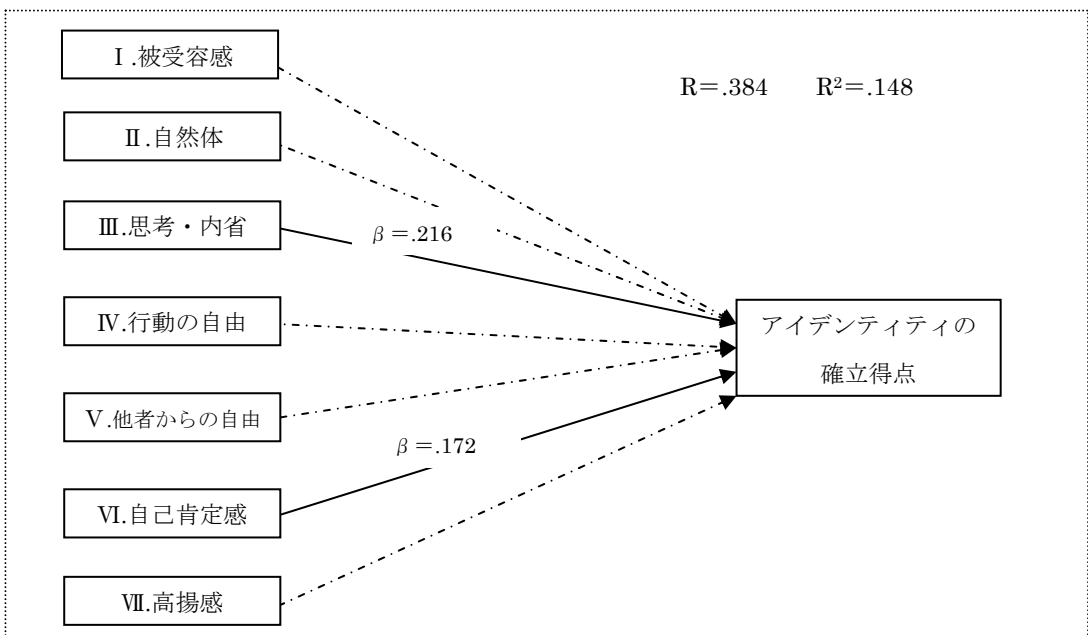 Ⅰ.被受容感
R=.384 R²=.148
Ⅱ.自然体
Ⅲ.思考・内省
β=.216
Ⅳ.行動の自由
アイデンティティの
確立得点
Ⅴ.他者からの自由
β=.172
Ⅵ.自己肯定感
Ⅶ.高揚感